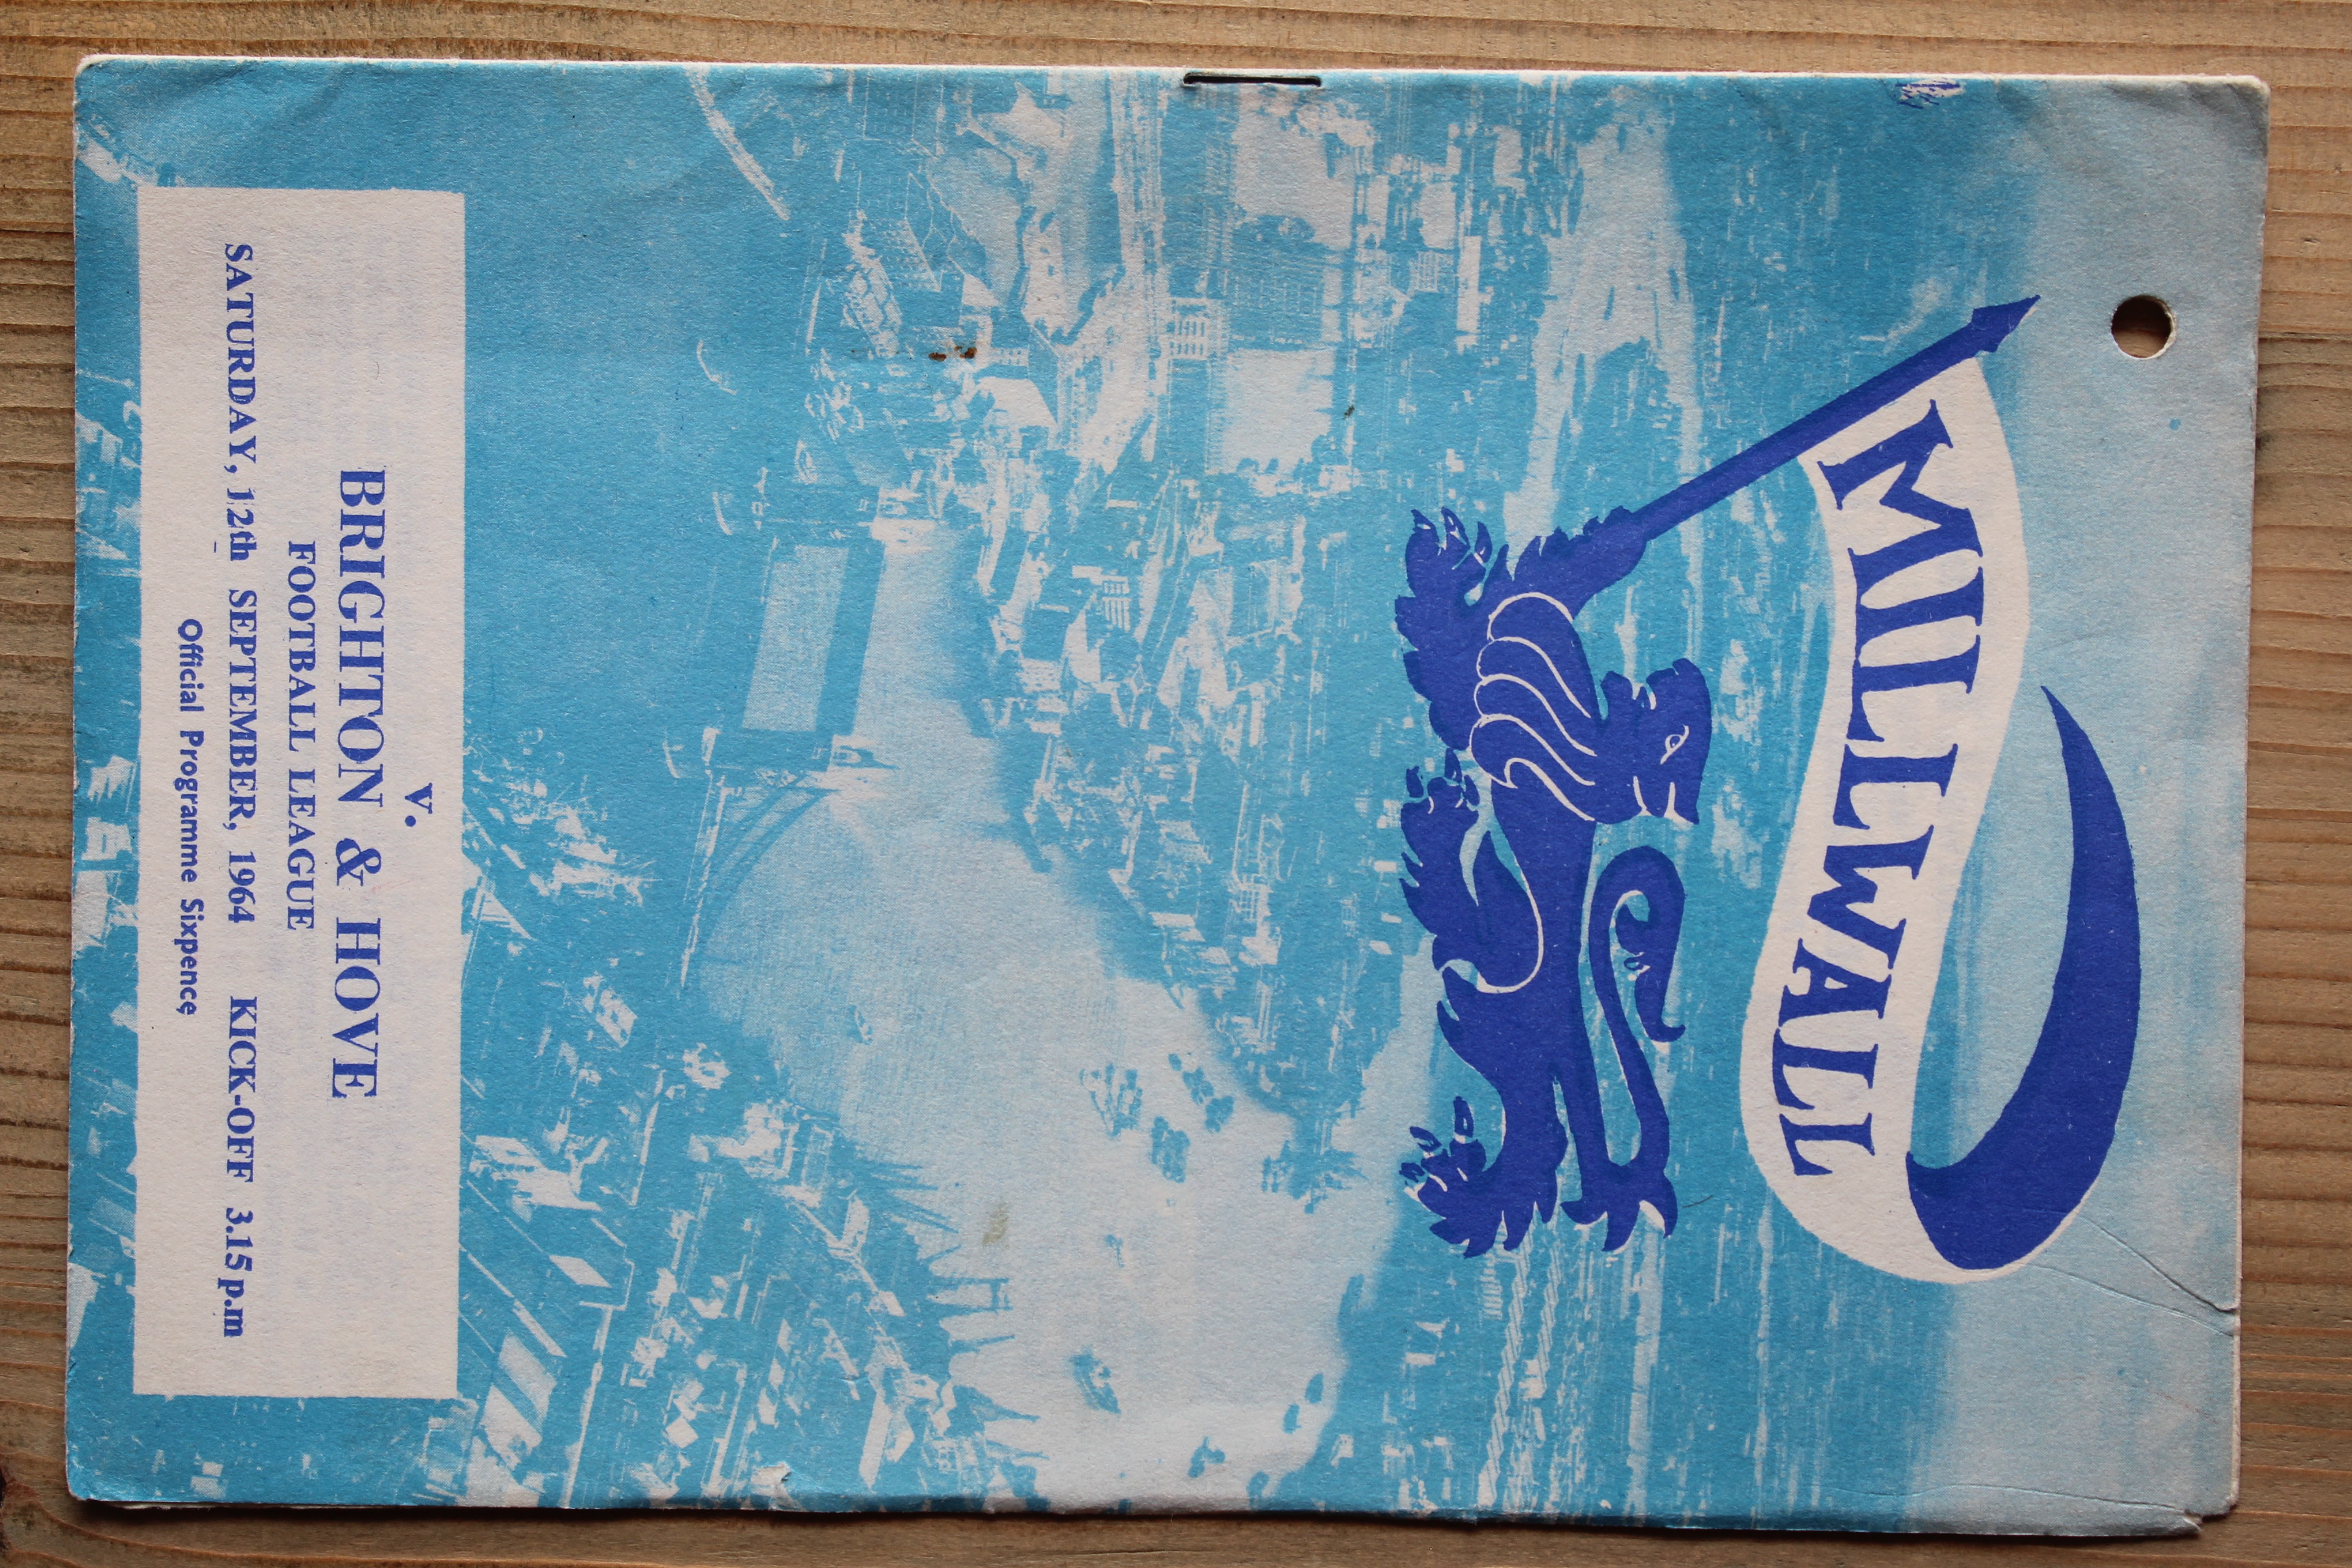 MILLWALL
v.
BRIGHTON & HOVE
FOOTBALL LEAGUE
SATURDAY, 12th SEPTEMBER, 1964 KICK-OFF 3.15 p.m
Official Programme Sixpence